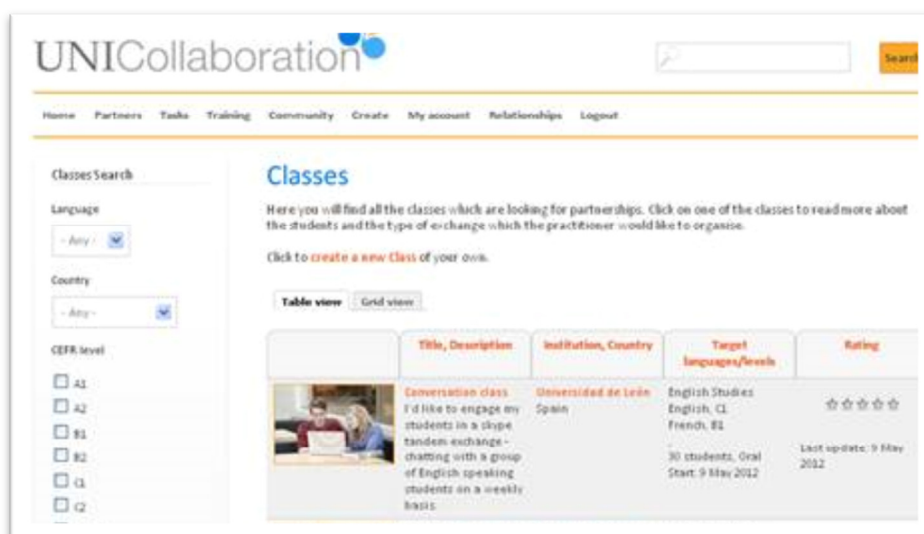 UNICollaboration
Search
Home Partners Tasks Training Community Create My account Relationships Logout
Classes Search
Language
- Any -
Country
- Any -
CEFR level
A1
A2
B1
B2
C1
C2
Classes
Here you will find all the classes which are looking for partnerships. Click on one of the classes to read more about
the students and the type of exchange which the practitioner would like to organise.
Click to create a new Class of your own.
Table view Grid view
Title, Description
Institution, Country
Target
languages/levels
Rating
Conversation class
I'd like to engage my
students in a skype
tandem exchange -
chatting with a group
of English speaking
students on a weekly
basis
Universidad de León
Spain
English Studies
English, C1
French, B1
-
30 students, Oral
Start: 9 May 2012
Last update: 9 May
2012